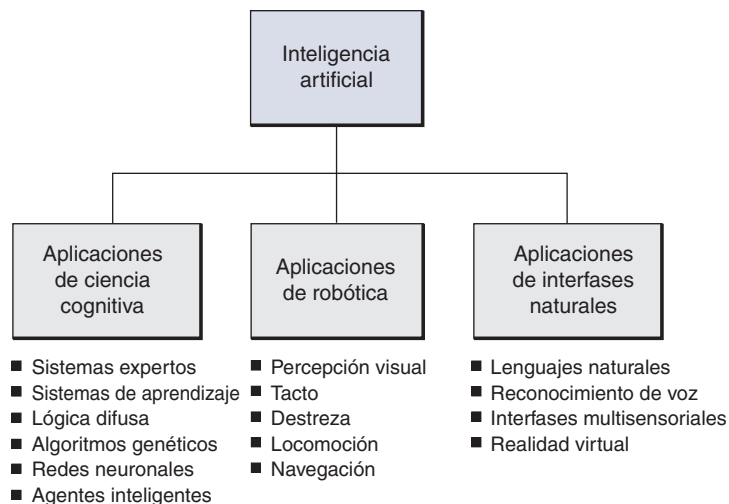 Inteligencia
artificial
Aplicaciones
de ciencia
cognitiva
Aplicaciones
de robótica
Aplicaciones
de interfases
naturales
■ Sistemas expertos
■ Sistemas de aprendizaje
■ Lógica difusa
■ Algoritmos genéticos
■ Redes neuronales
■ Agentes inteligentes
■ Percepción visual
■ Tacto
■ Destreza
■ Locomoción
■ Navegación
■ Lenguajes naturales
■ Reconocimiento de voz
■ Interfases multisensoriales
■ Realidad virtual